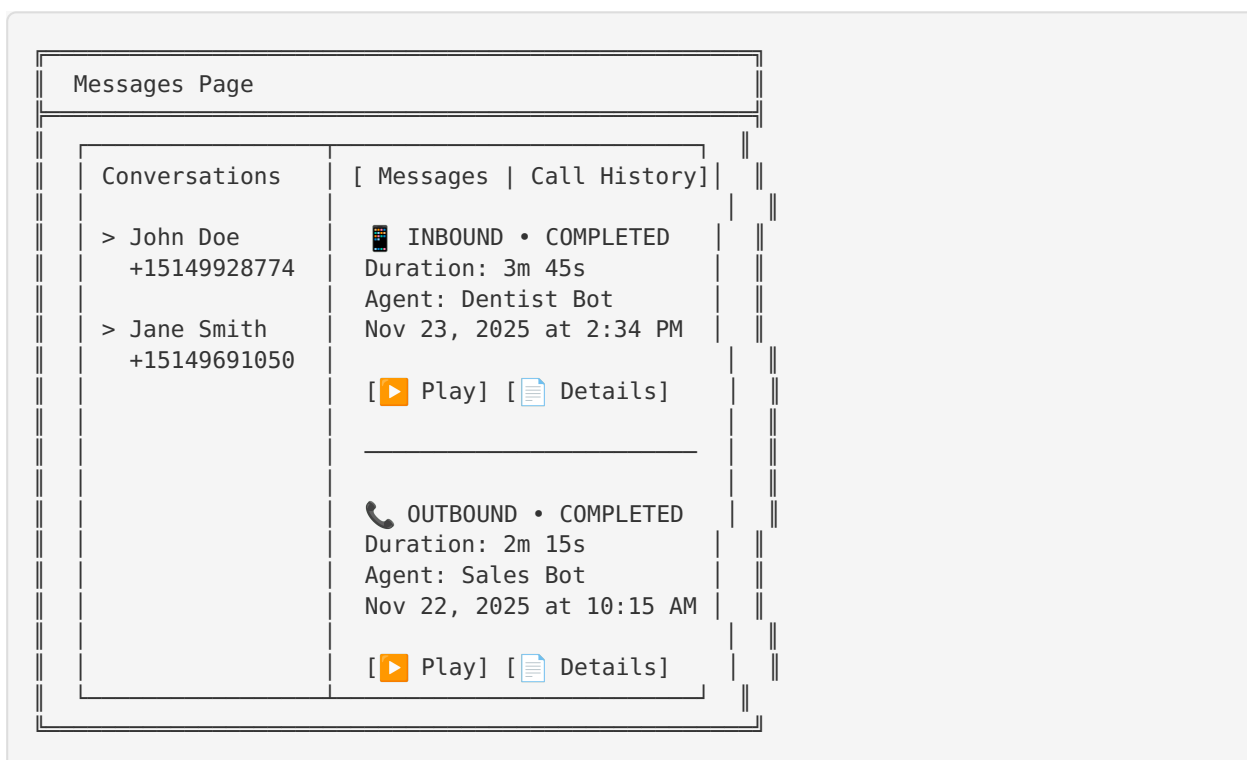 Messages Page
Conversations [ Messages | Call History]
> John Doe 📱 INBOUND • COMPLETED
+15149928774 Duration: 3m 45s
Agent: Dentist Bot
> Jane Smith Nov 23, 2025 at 2:34 PM
+15149691050
[▶️ Play] [📄 Details]
📞 OUTBOUND • COMPLETED
Duration: 2m 15s
Agent: Sales Bot
Nov 22, 2025 at 10:15 AM
[▶️ Play] [📄 Details]